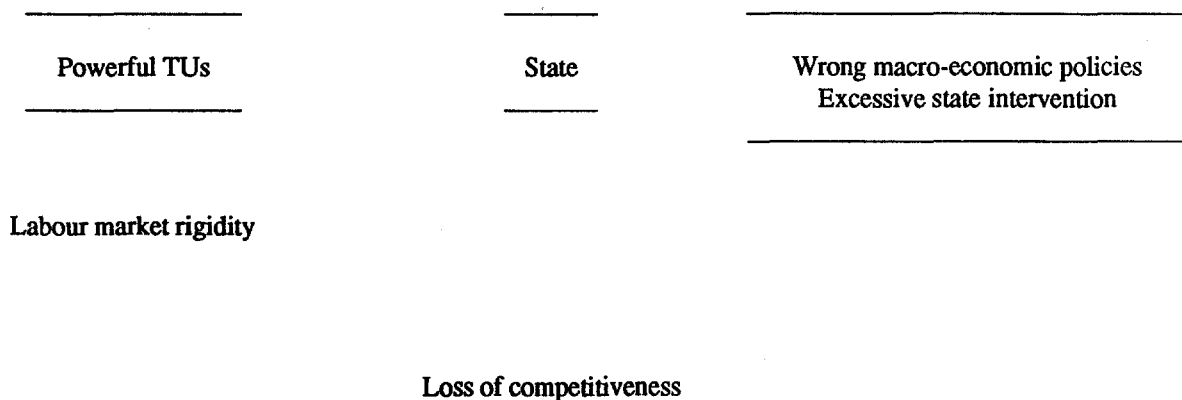 Powerful TUs
State
Wrong macro-economic policies
Excessive state intervention
Labour market rigidity
Loss of competitiveness